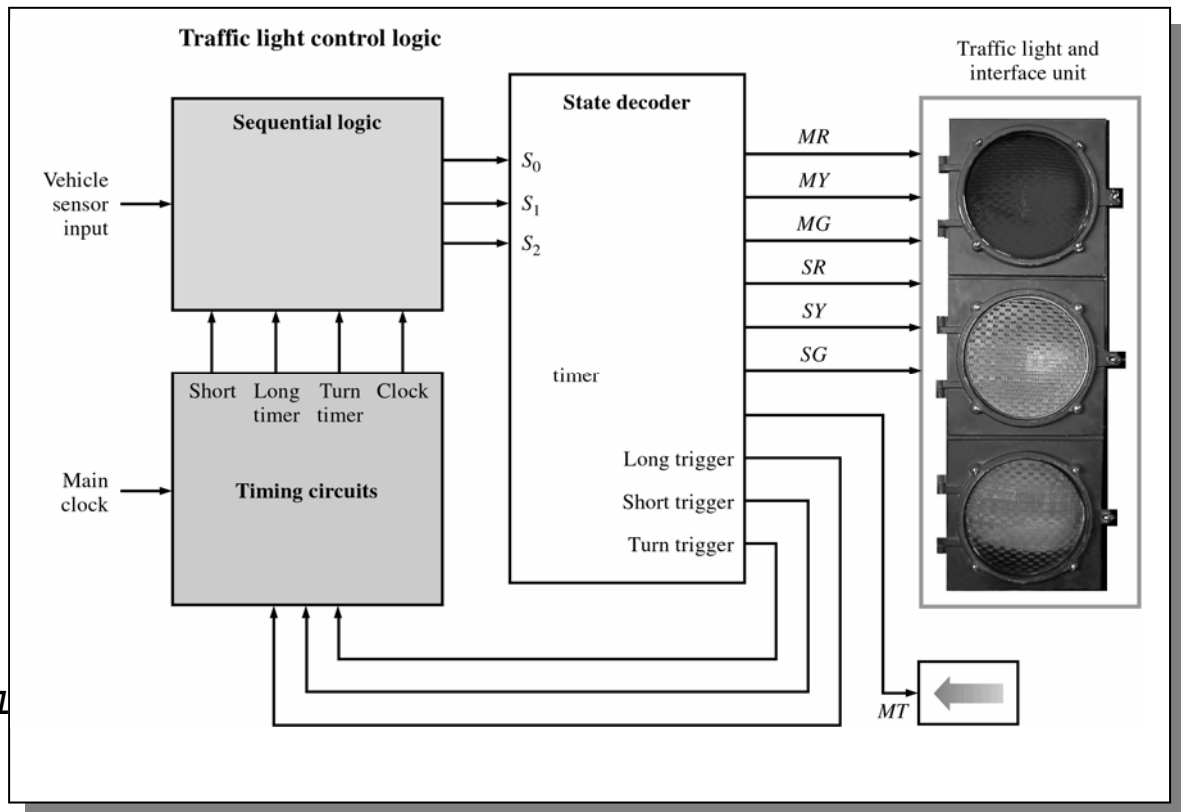 Traffic light control logic
Traffic light and
interface unit
Sequential logic
State decoder
Vehicle
sensor
input
S0
S1
S2
MR
MY
MG
SR
SY
SG
timer
Short Long Turn Clock
timer timer
Main
clock
Timing circuits
Long trigger
Short trigger
Turn trigger
MT